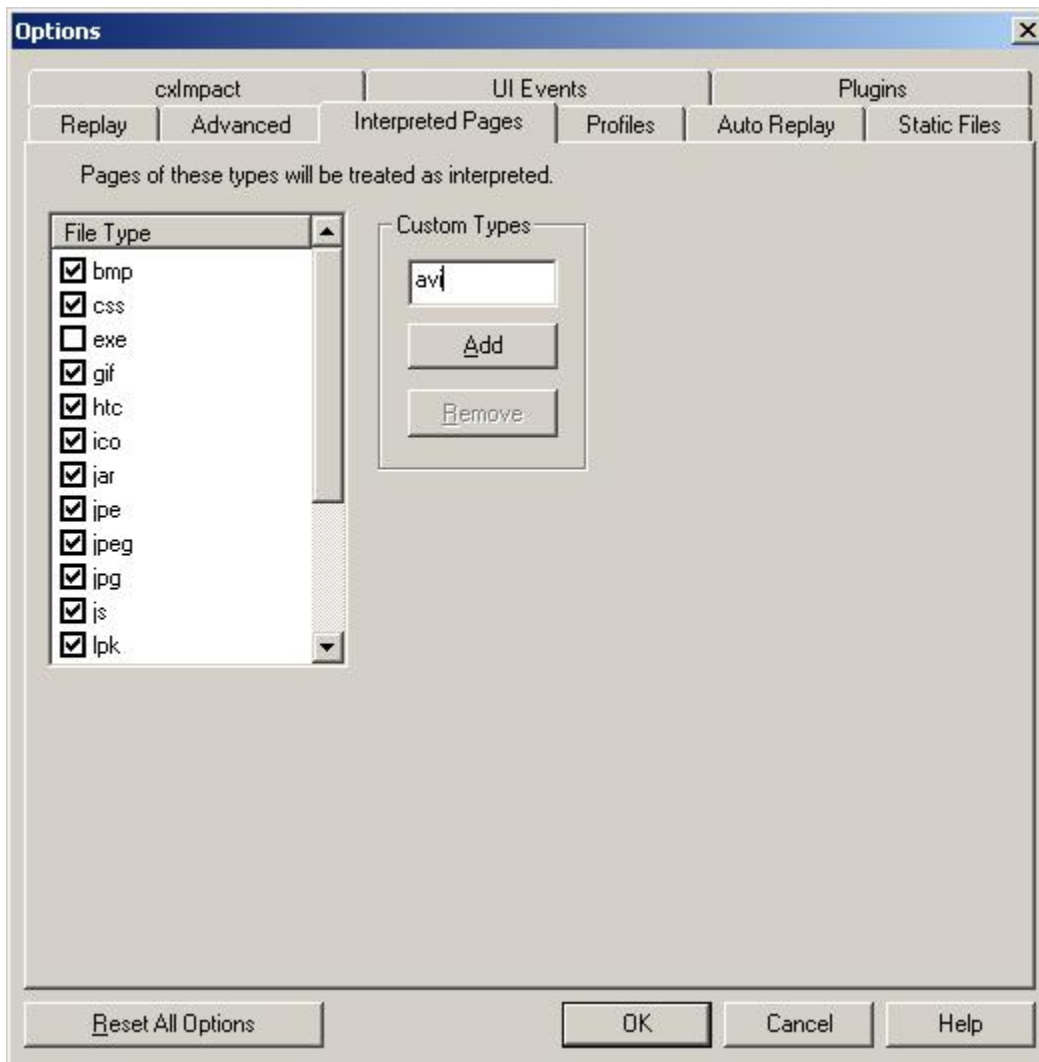 Options
cxImpact UI Events Plugins
Replay Advanced Interpreted Pages Profiles Auto Replay Static Files
Pages of these types will be treated as interpreted.
File Type
bmp
css
exe
gif
htc
ico
jar
jpe
jpeg
jpg
js
lpk
Custom Types
avi
Add
Remove
Reset All Options OK Cancel Help